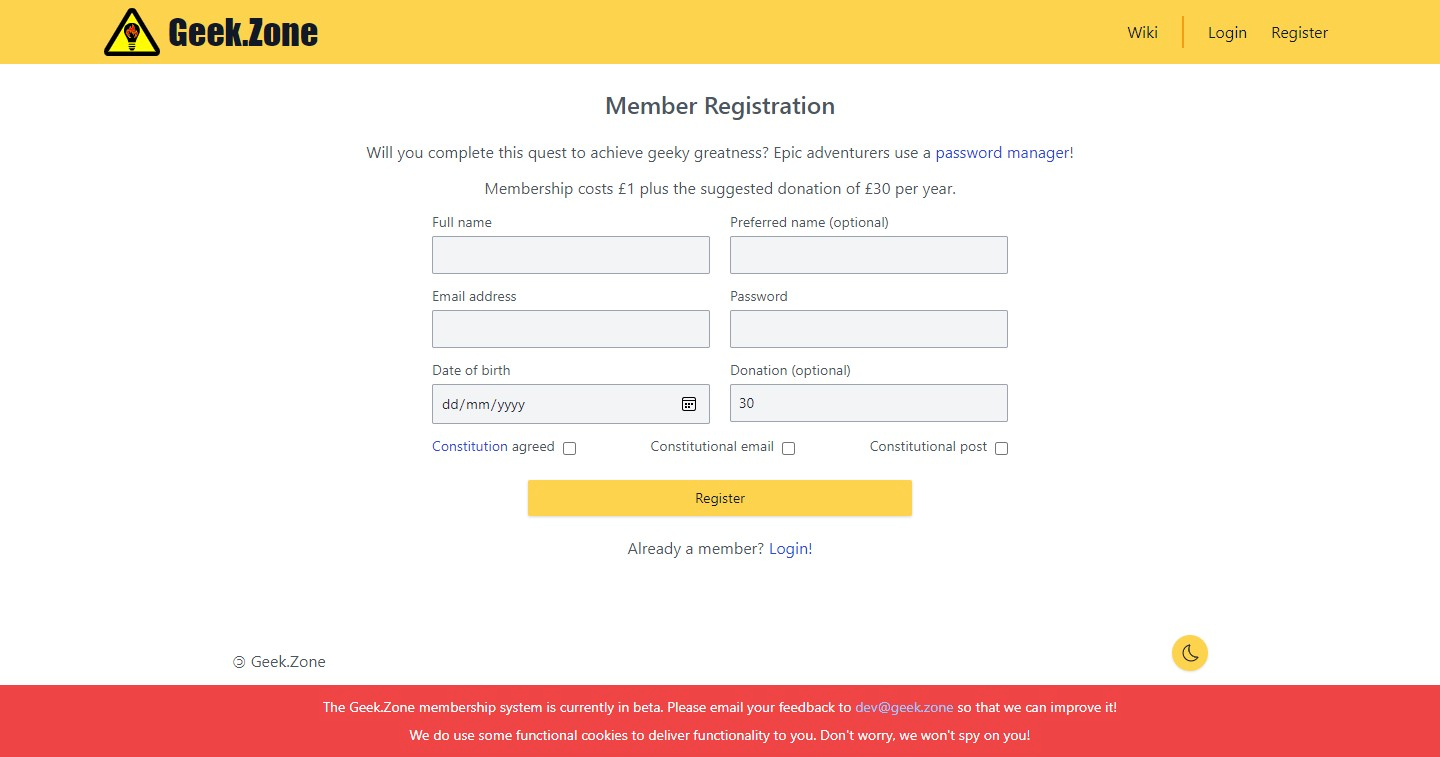 Geek.Zone
Wiki
Login
Register
Member Registration
Will you complete this quest to achieve geeky greatness? Epic adventurers use a password manager!
Membership costs £1 plus the suggested donation of £30 per year.
Full name
Preferred name (optional)
Email address
Password
Date of birth
Donation (optional)
dd/mm/yyyy
30
Constitution agreed
Constitutional email
Constitutional post
Register
Already a member? Login!
🄯 Geek.Zone
The Geek.Zone membership system is currently in beta. Please email your feedback to dev@geek.zone so that we can improve it!
We do use some functional cookies to deliver functionality to you. Don't worry, we won't spy on you!